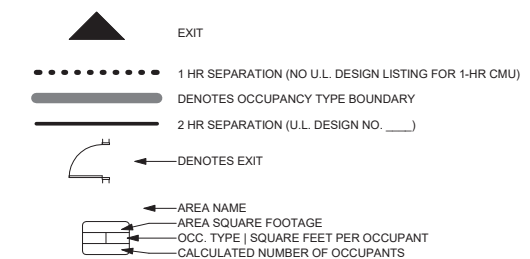 EXIT
1 HR SEPARATION (NO U.L. DESIGN LISTING FOR 1-HR CMU)
DENOTES OCCUPANCY TYPE BOUNDARY
2 HR SEPARATION (U.L. DESIGN NO. ____)
DENOTES EXIT
AREA NAME
AREA SQUARE FOOTAGE
OCC. TYPE | SQUARE FEET PER OCCUPANT
CALCULATED NUMBER OF OCCUPANTS